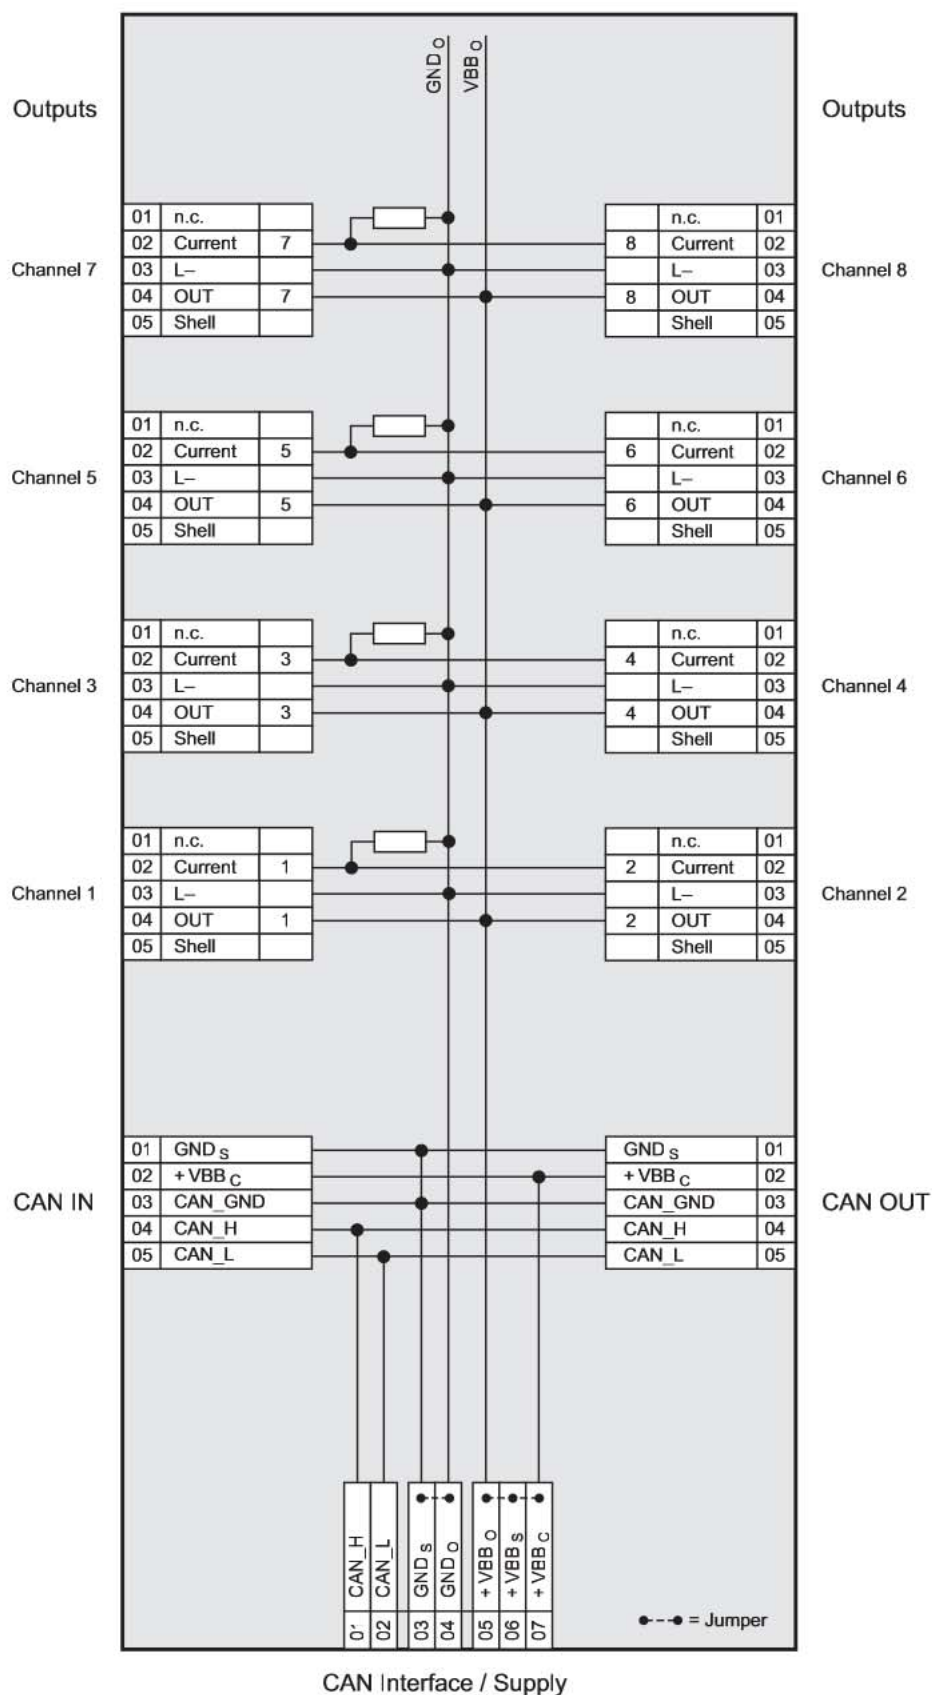 GND O
VBB O
Outputs
Outputs
01 n.c.
02 Current 7
03 L–
04 OUT 7
05 Shell
Channel 7
n.c. 01
8 Current 02
L– 03
8 OUT 04
Shell 05
Channel 8
01 n.c.
02 Current 5
03 L–
04 OUT 5
05 Shell
Channel 5
n.c. 01
6 Current 02
L– 03
6 OUT 04
Shell 05
Channel 6
01 n.c.
02 Current 3
03 L–
04 OUT 3
05 Shell
Channel 3
n.c. 01
4 Current 02
L– 03
4 OUT 04
Shell 05
Channel 4
01 n.c.
02 Current 1
03 L–
04 OUT 1
05 Shell
Channel 1
n.c. 01
2 Current 02
L– 03
2 OUT 04
Shell 05
Channel 2
01 GND S
02 +VBB C
03 CAN_GND
04 CAN_H
05 CAN_L
CAN IN
GND S 01
+VBB C 02
CAN_GND 03
CAN_H 04
CAN_L 05
CAN OUT
01 CAN_H
02 CAN_L
03 GND S
04 GND O
05 +VBB O
06 +VBB S
07 +VBB C
= Jumper
CAN Interface / Supply